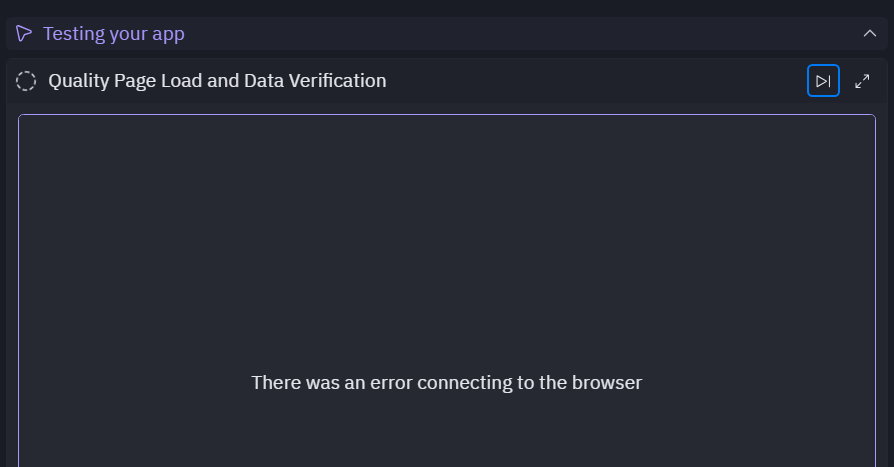 Testing your app
Quality Page Load and Data Verification
There was an error connecting to the browser